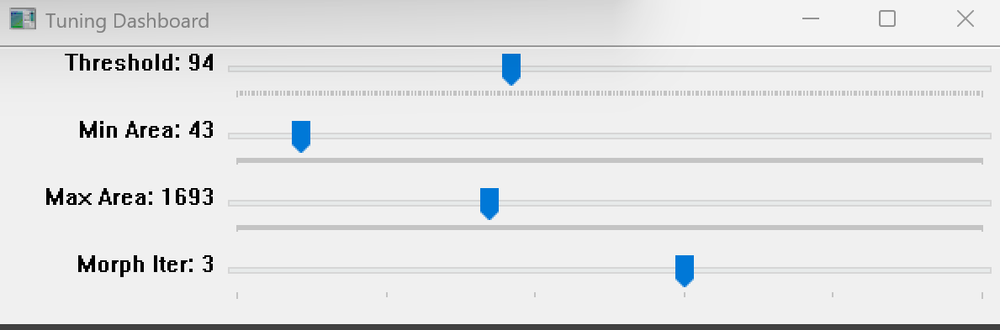 Tuning Dashboard
Threshold: 94
Min Area: 43
Max Area: 1693
Morph Iter: 3